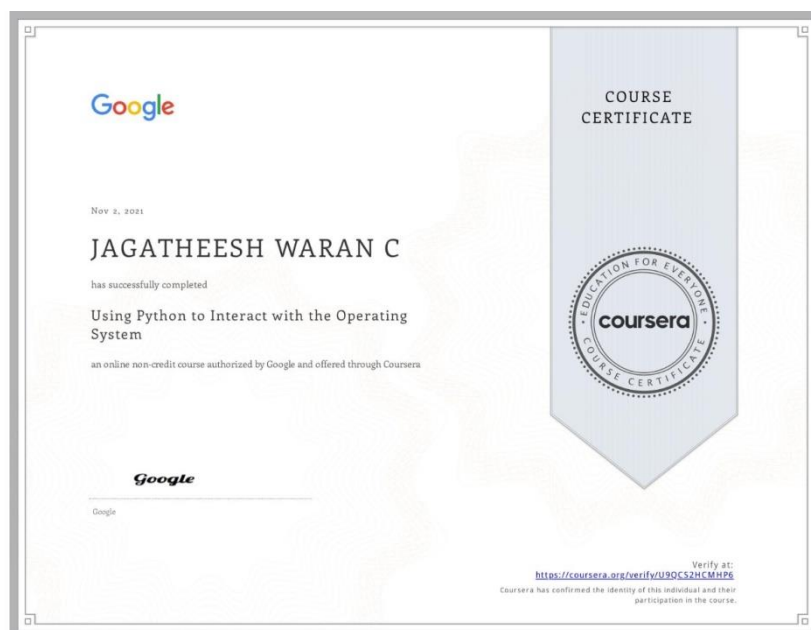 Google
COURSE
CERTIFICATE
Nov 2, 2021
JAGATHEESH WARAN C
has successfully completed
Using Python to Interact with the Operating
System
an online non-credit course authorized by Google and offered through Coursera
EDUCATION FOR EVERYONE
coursera
COURSE CERTIFICATE
Google
Google
Verify at:
https://coursera.org/verify/U9QCS2HCMHP6
Coursera has confirmed the identity of this individual and their
participation in the course.